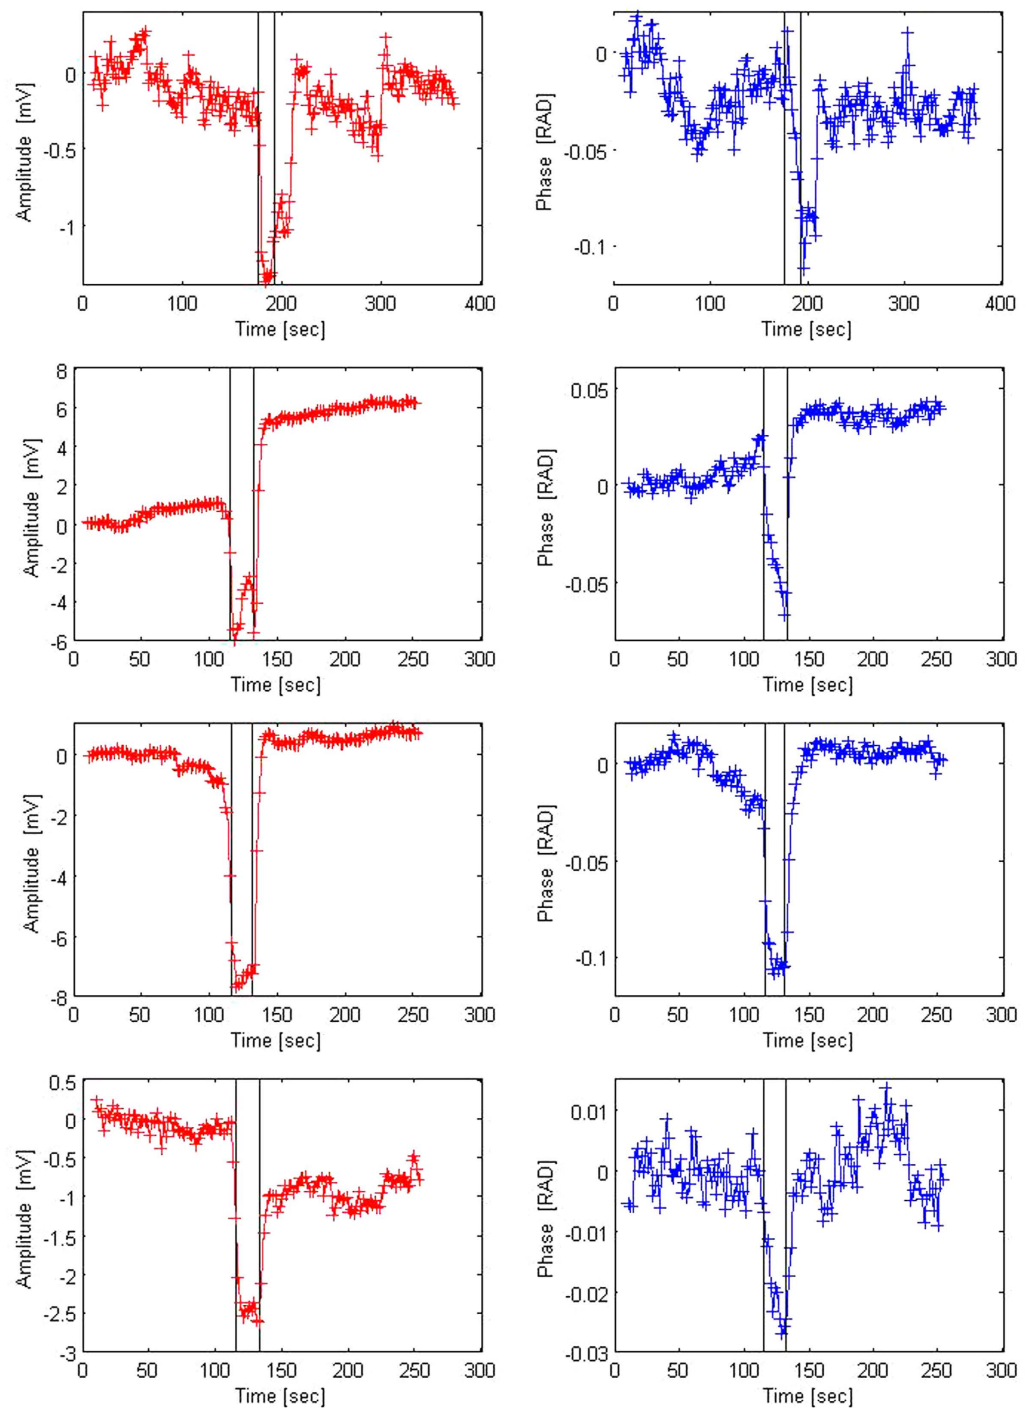 Amplitude [mV]
0
-0.5
-1
0 100 200 300 400
Time [sec]
Phase [RAD]
0
-0.05
-0.1
0 100 200 300 400
Time [sec]
Amplitude [mV]
8
6
4
2
0
-2
-4
-6
0 50 100 150 200 250 300
Time [sec]
Phase [RAD]
0.05
0
-0.05
0 50 100 150 200 250 300
Time [sec]
Amplitude [mV]
0
-2
-4
-6
-8
0 50 100 150 200 250 300
Time [sec]
Phase [RAD]
0
-0.05
-0.1
0 50 100 150 200 250 300
Time [sec]
Amplitude [mV]
0.5
0
-0.5
-1
-1.5
-2
-2.5
-3
0 50 100 150 200 250 300
Time [sec]
Phase [RAD]
0.01
0
-0.01
-0.02
-0.03
0 50 100 150 200 250 300
Time [sec]